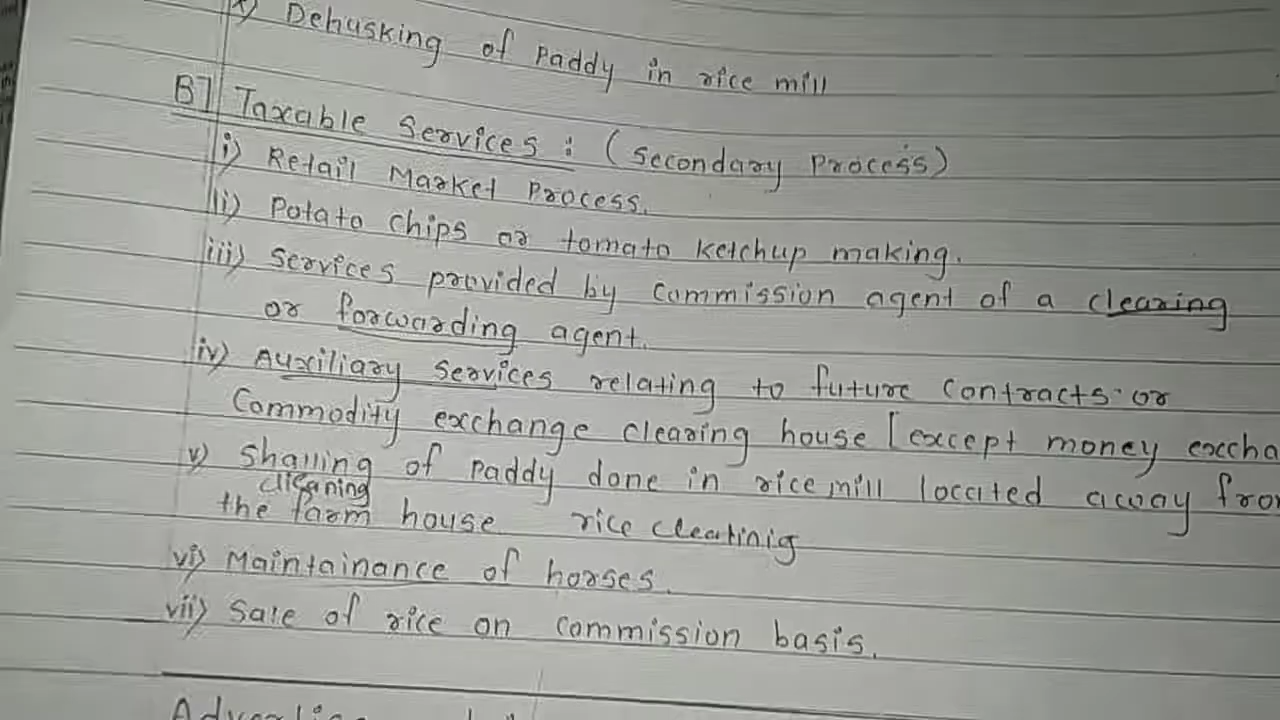 x) Dehusking of Paddy in rice mill
B] Taxable Services : (Secondary Process)
i) Retail Market Process.
ii) Potato chips or tomato ketchup making.
iii) Services provided by commission agent of a clearing
or forwarding agent.
iv) Auxiliary services relating to future contracts or
Commodity exchange clearing house [except money
v) Shalling of Paddy done in rice mill located away
cleaning
the farm house rice
vi) Maintainance of horses.
vii) Sale of rice on commission basis.